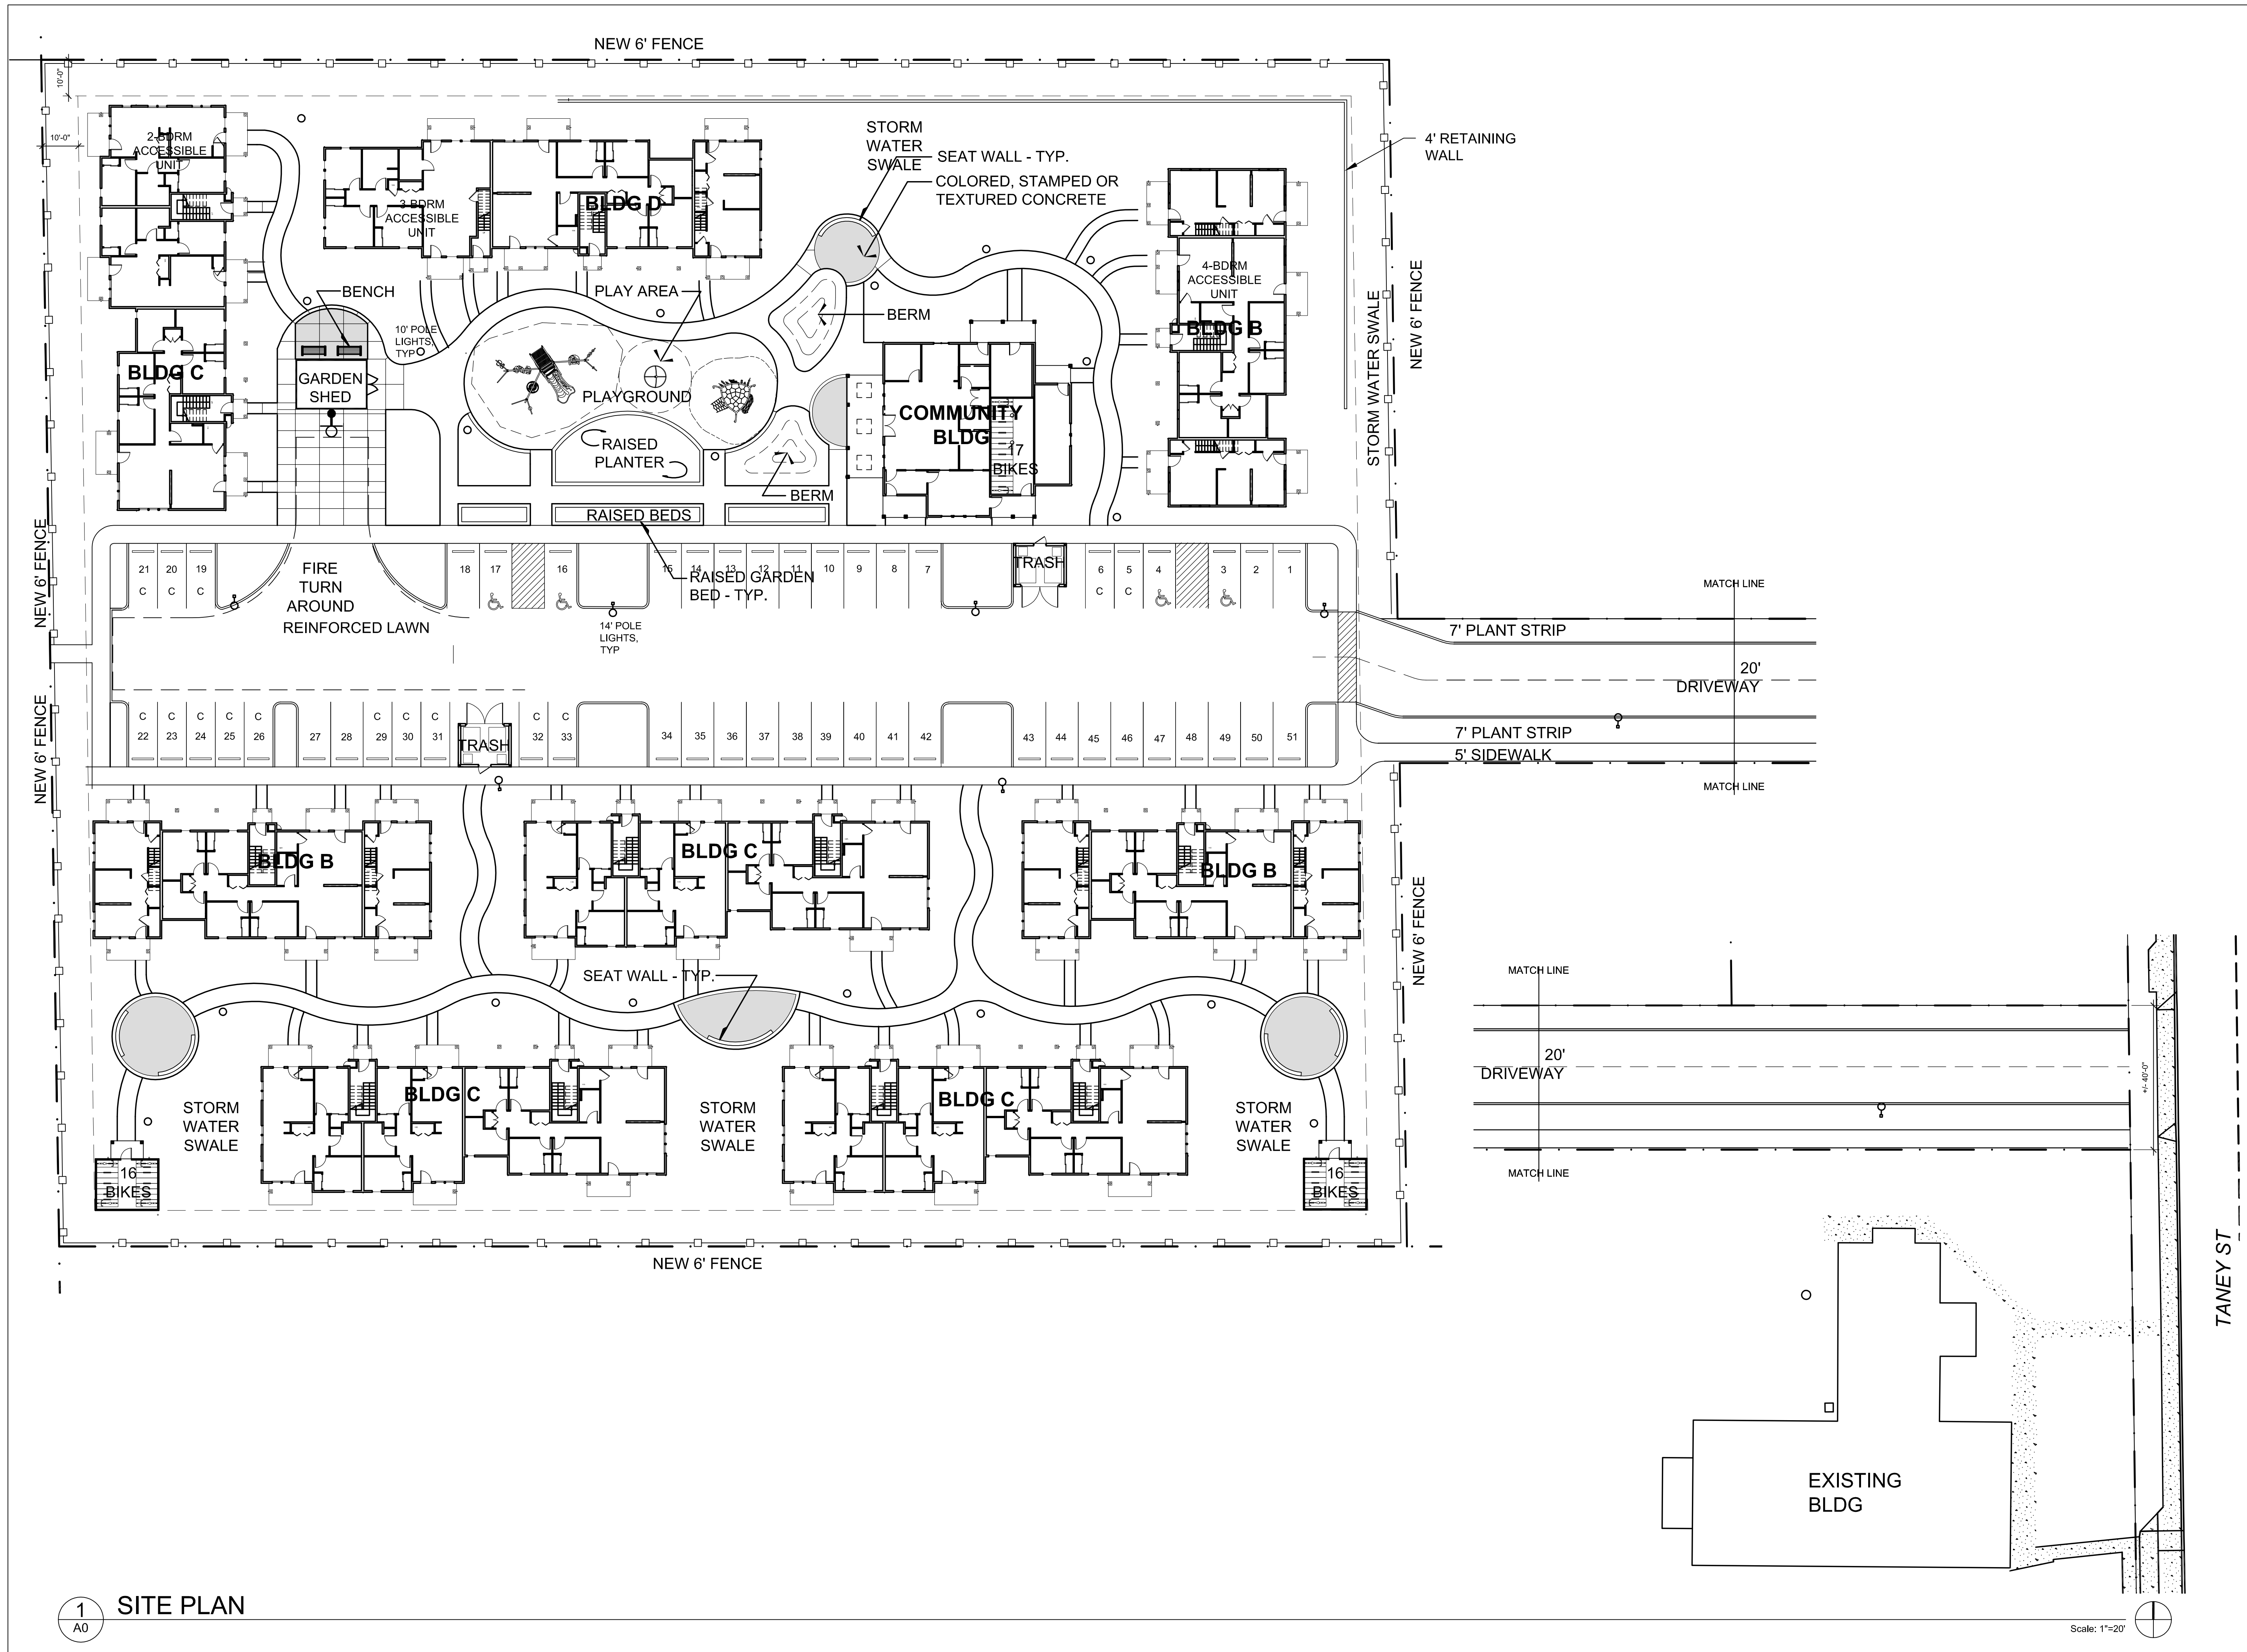 NEW 6' FENCE
10'-0"
10'-0"
2-BDRM
ACCESSIBLE
UNIT
3-BDRM
ACCESSIBLE
UNIT
BLDG D
STORM
WATER
SWALE
SEAT WALL - TYP.
COLORED, STAMPED OR
TEXTURED CONCRETE
4' RETAINING
WALL
4-BDRM
ACCESSIBLE
UNIT
BLDG B
STORM WATER SWALE
NEW 6' FENCE
BENCH
PLAY AREA
BERM
10' POLE
LIGHTS,
TYP
BLDG C
GARDEN
SHED
PLAYGROUND
COMMUNITY
BLDG
17
BIKES
RAISED
PLANTER
BERM
RAISED BEDS
NEW 6' FENCE
21
20
19
C
C
C
FIRE
TURN
AROUND
REINFORCED LAWN
18
17
16
15
14
13
12
11
10
9
8
7
RAISED GARDEN
BED - TYP.
TRASH
6
5
4
3
2
1
C
C
14' POLE
LIGHTS,
TYP
MATCH LINE
7' PLANT STRIP
20'
DRIVEWAY
7' PLANT STRIP
5' SIDEWALK
MATCH LINE
NEW 6' FENCE
C
C
C
C
C
C
C
C
C
C
22
23
24
25
26
27
28
29
30
31
TRASH
32
33
34
35
36
37
38
39
40
41
42
43
44
45
46
47
48
49
50
51
BLDG B
BLDG C
BLDG B
NEW 6' FENCE
SEAT WALL - TYP.
BLDG C
BLDG C
STORM
WATER
SWALE
STORM
WATER
SWALE
STORM
WATER
SWALE
16
BIKES
16
BIKES
NEW 6' FENCE
MATCH LINE
20'
DRIVEWAY
MATCH LINE
+/- 40'-0"
TANEY ST
EXISTING
BLDG
1
A0
SITE PLAN
Scale: 1"=20'